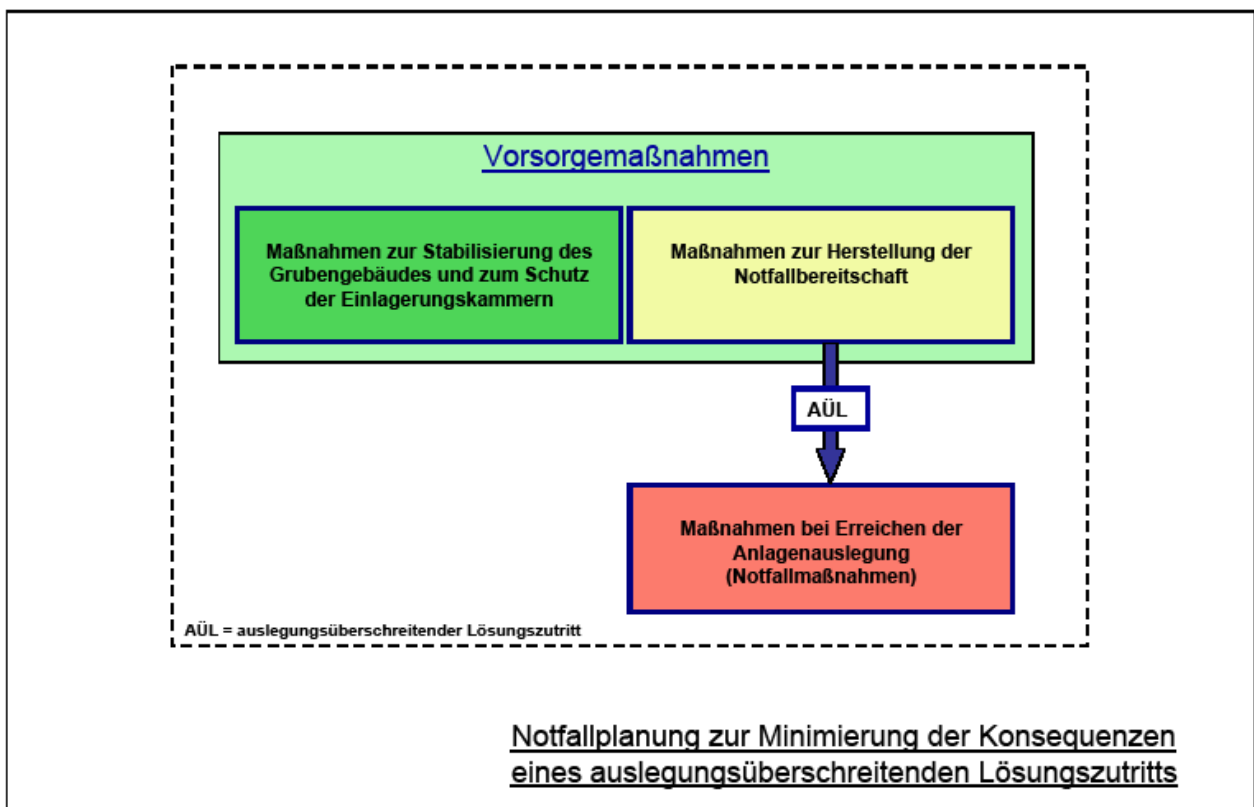 Vorsorgemaßnahmen
Maßnahmen zur Stabilisierung des
Grubengebäudes und zum Schutz
der Einlagerungskammern
Maßnahmen zur Herstellung der
Notfallbereitschaft
AÜL
Maßnahmen bei Erreichen der
Anlagenauslegung
(Notfallmaßnahmen)
AÜL = auslegungsüberschreitender Lösungszutritt
Notfallplanung zur Minimierung der Konsequenzen
eines auslegungsüberschreitenden Lösungszutritts